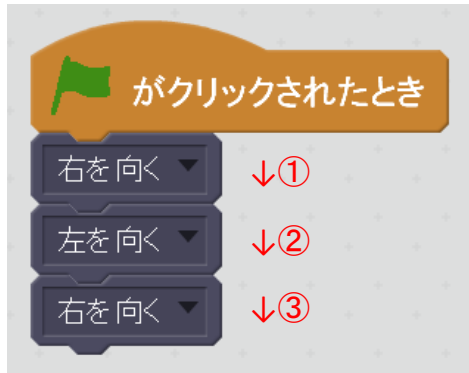 がクリックされたとき
右を向く ↓①
左を向く ↓②
右を向く ↓③